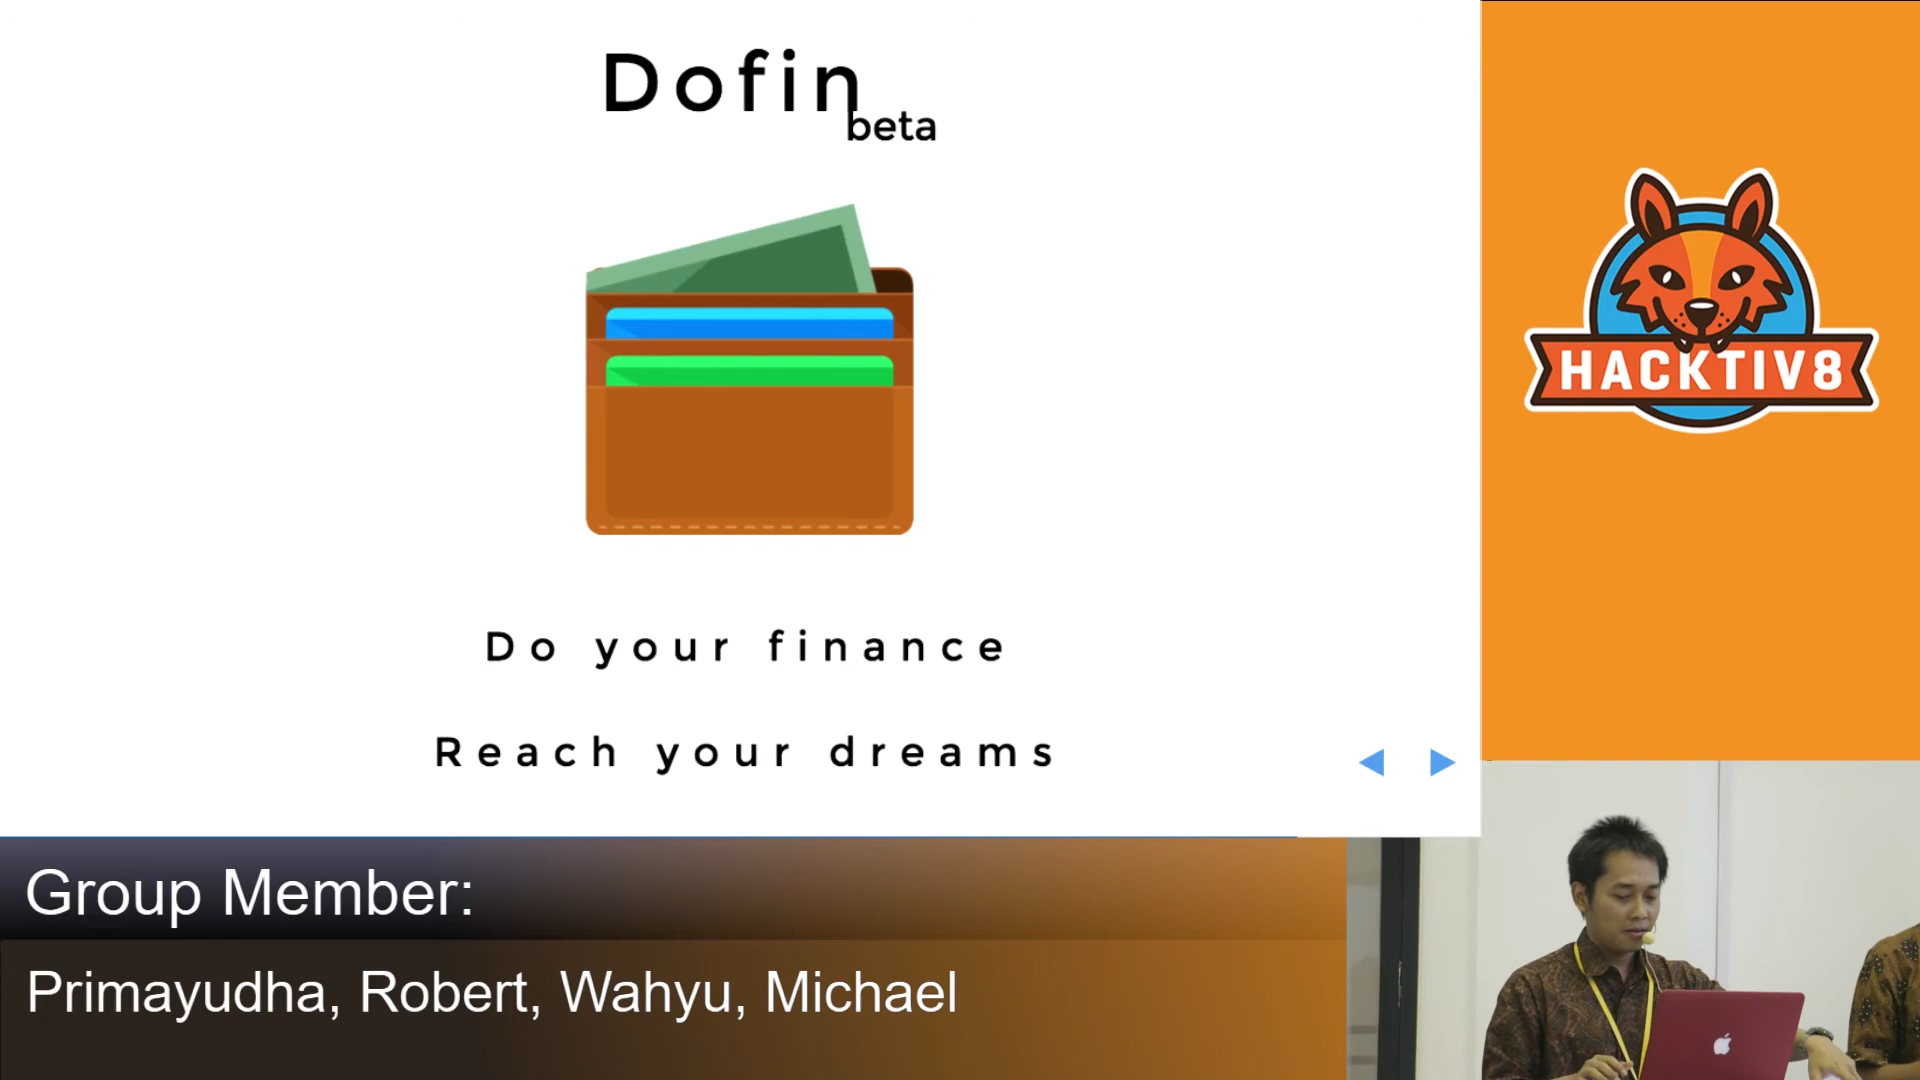 Dofin
beta
Do your finance
Reach your dreams
HACKTIV8
Group Member:
Primayudha, Robert, Wahyu, Michael